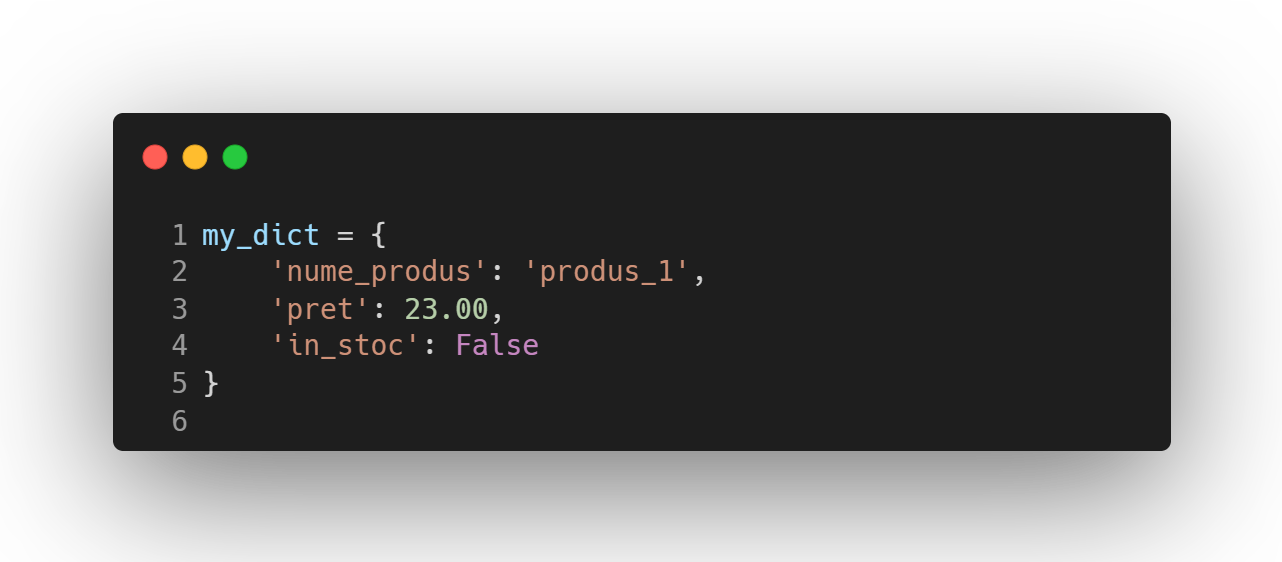 1 my_dict = {
2     'nume_produs': 'produs_1',
3     'pret': 23.00,
4     'in_stoc': False
5 }
6